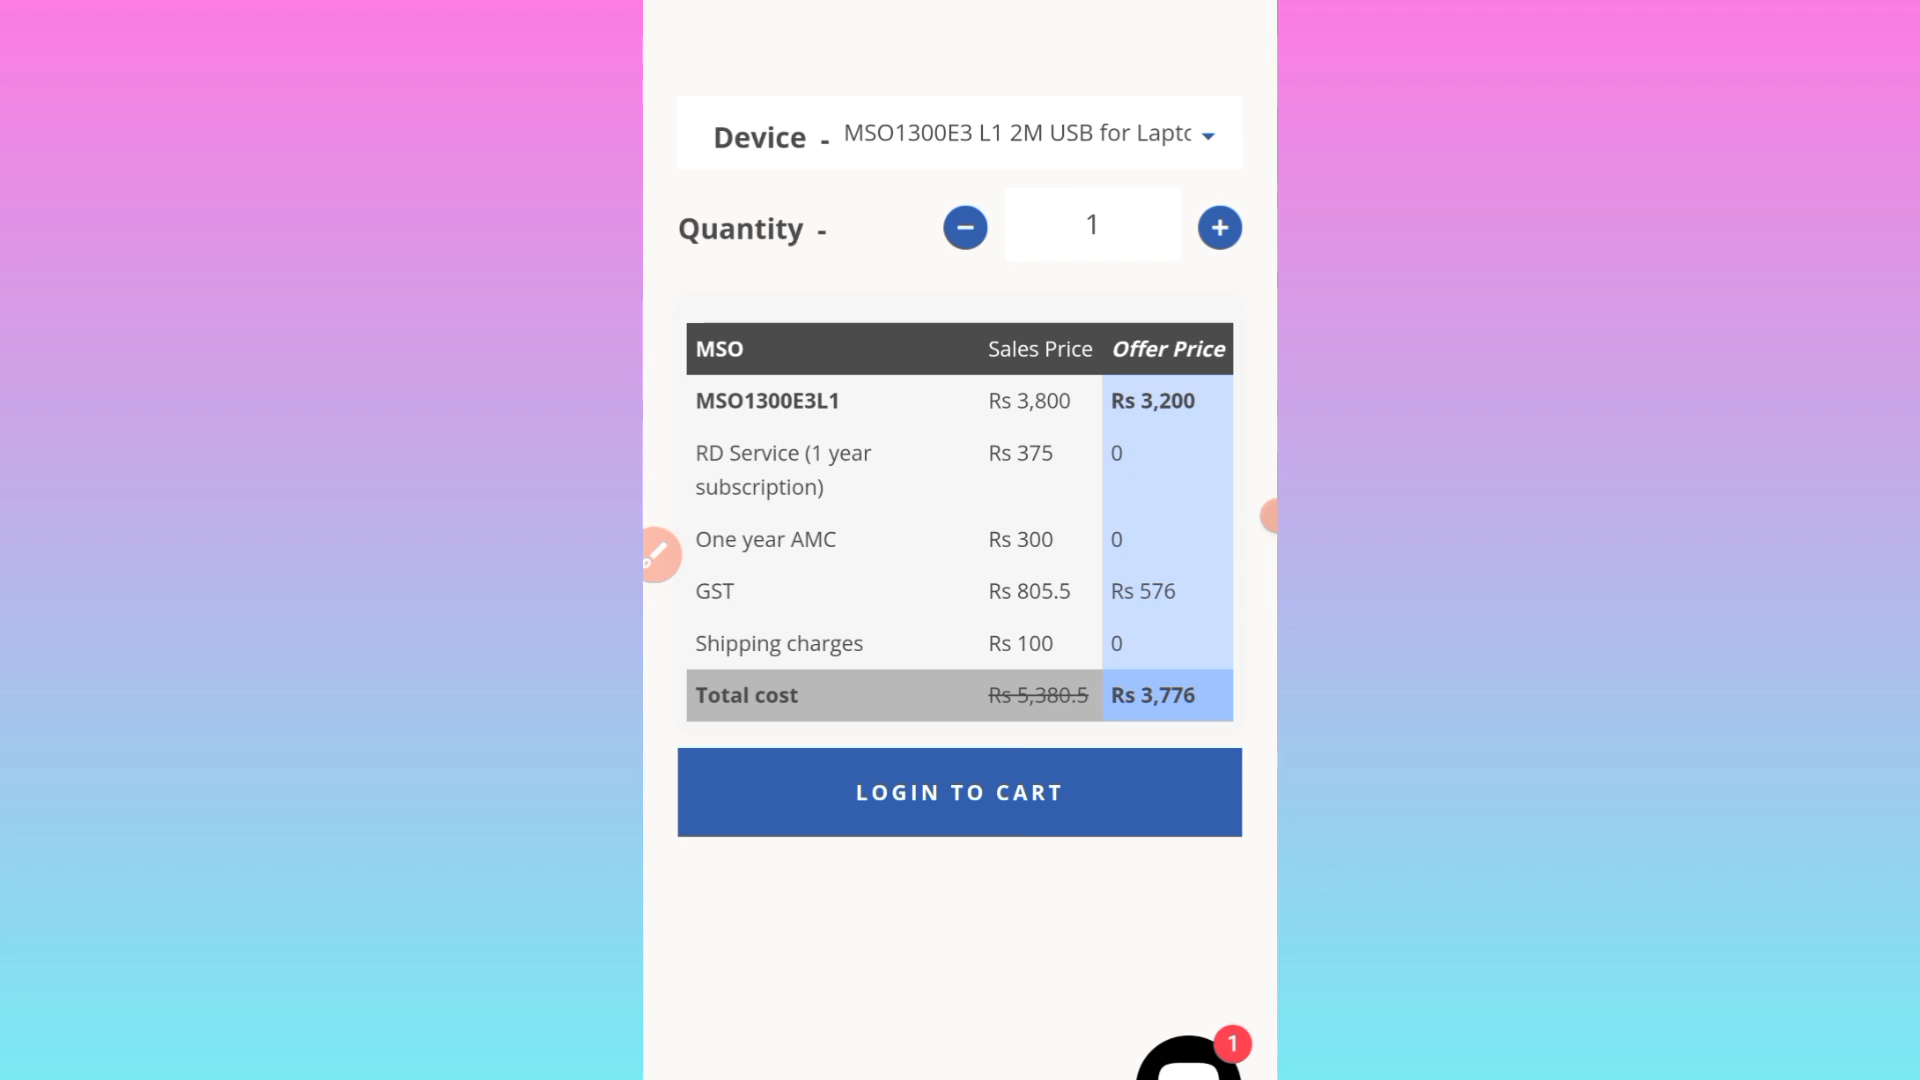 Device - MSO1300E3 L1 2M USB for Lapto
Quantity - − 1 +
MSO Sales Price Offer Price
MSO1300E3L1 Rs 3,800 Rs 3,200
RD Service (1 year Rs 375 0
subscription)
One year AMC Rs 300 0
GST Rs 805.5 Rs 576
Shipping charges Rs 100 0
Total cost Rs 5,380.5 Rs 3,776
LOGIN TO CART
1